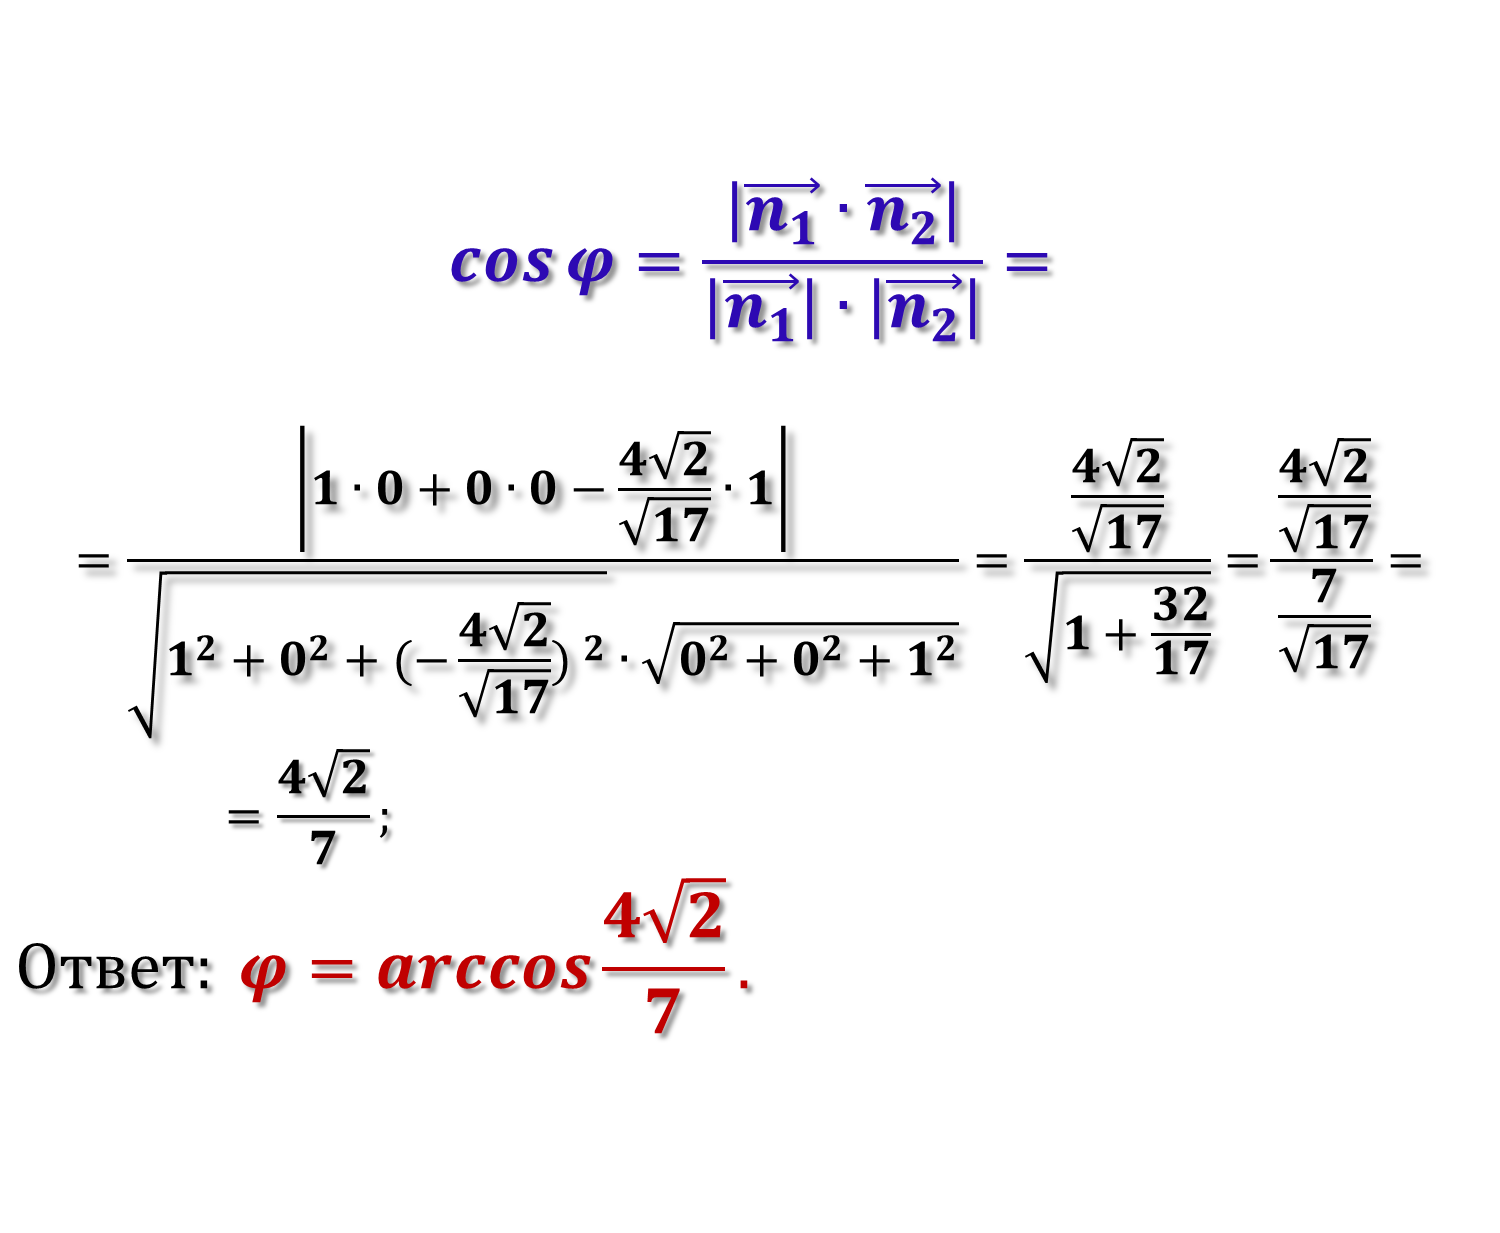 cos φ = |n₁⃗ · n₂⃗| / (|n₁⃗| · |n₂⃗|) =
= |1 · 0 + 0 · 0 − (4√2)/(√17) · 1| / (√(1² + 0² + (−(4√2)/(√17))²) · √(0² + 0² + 1²)) = ((4√2)/(√17)) / √(1 + 32/17) = ((4√2)/(√17)) / (7/(√17)) =
= (4√2)/7 ;
Ответ: φ = arccos (4√2)/7 .